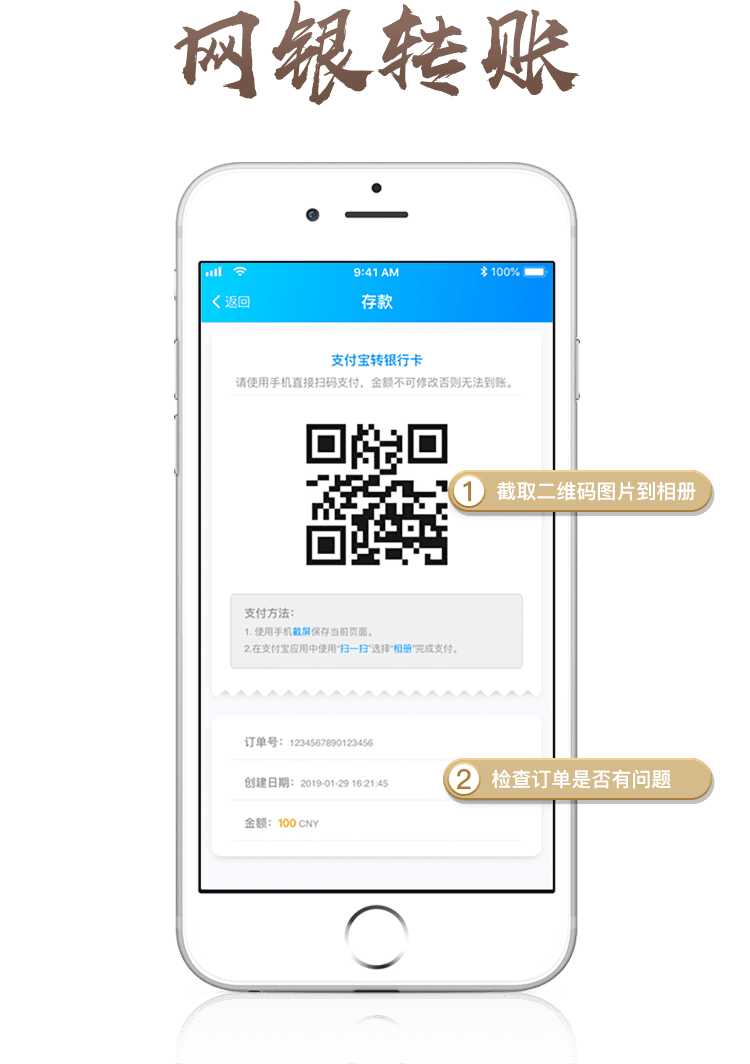 网银转账
9:41 AM
100%
返回
存款
支付宝转银行卡
请使用手机直接扫码支付，金额不可修改否则无法到账。
1 截取二维码图片到相册
支付方法：
1. 使用手机截屏保存当前页面。
2.在支付宝应用中使用“扫一扫”选择“相册”完成支付。
订单号：1234567890123456
2 检查订单是否有问题
创建日期：2019-01-29 16:21:45
金额：100 CNY